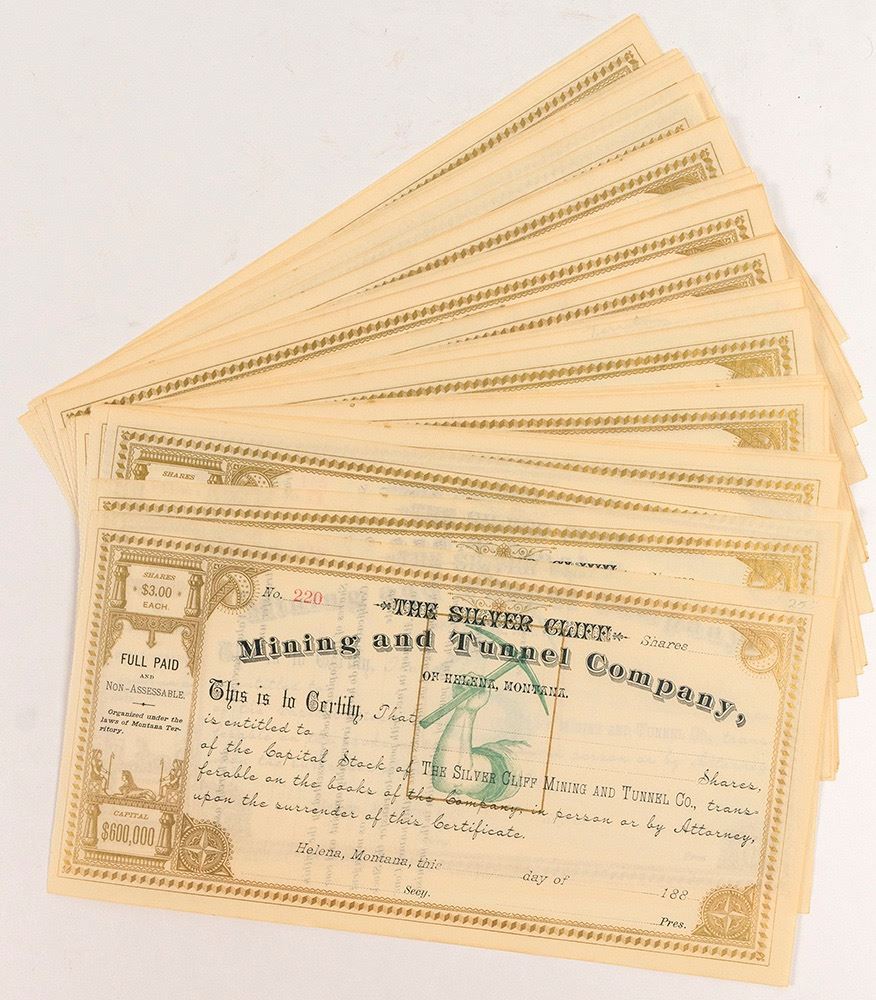 SHARES
SHARES
$3.00
EACH.
FULL PAID
AND
NON-ASSESSABLE.
Organized under the
laws of Montana Ter-
ritory.
CAPITAL
$600,000
25
No. 220
THE SILVER CLIFF
Shares
Mining and Tunnel Company,
OF HELENA, MONTANA.
This is to Certify, That
is entitled to
Shares,
of the Capital Stock of THE SILVER CLIFF MINING AND TUNNEL CO., trans-
ferable on the books of the Company, in person or by Attorney,
upon the surrender of this Certificate.
Helena, Montana, this day of 188
Secy.
Pres.